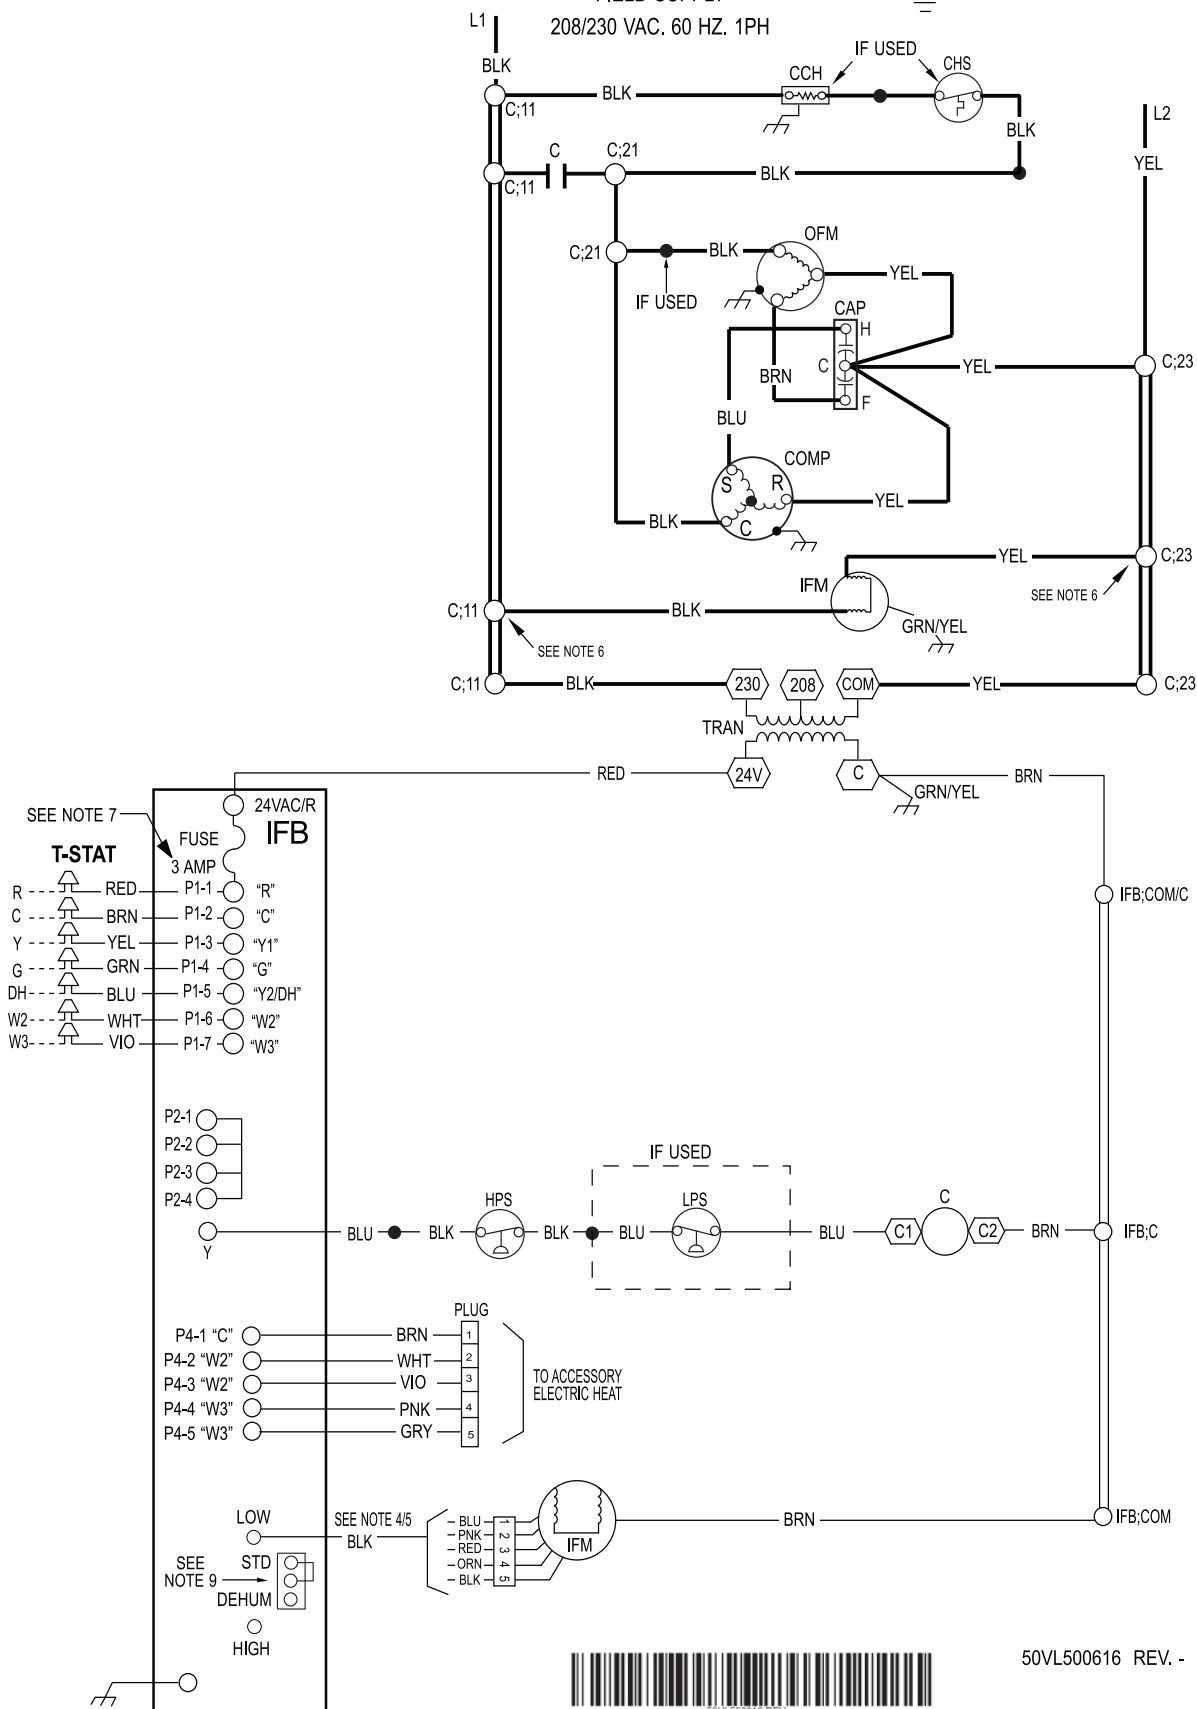 208/230 VAC. 60 HZ. 1PH
L1
BLK
IF USED
CCH
CHS
BLK
C;11
BLK
L2
YEL
C
C;21
BLK
C;11
OFM
C;21
BLK
YEL
IF USED
CAP
H
C
YEL
C;23
BRN
F
BLU
COMP
S
R
YEL
C
BLK
YEL
C;23
IFM
SEE NOTE 6
C;11
BLK
GRN/YEL
SEE NOTE 6
C;11
BLK
230
208
COM
YEL
C;23
TRAN
RED
24V
C
BRN
GRN/YEL
SEE NOTE 7
24VAC/R
FUSE
IFB
T-STAT
3 AMP
R RED P1-1 "R"
C BRN P1-2 "C"
Y YEL P1-3 "Y1"
G GRN P1-4 "G"
DH BLU P1-5 "Y2/DH"
W2 WHT P1-6 "W2"
W3 VIO P1-7 "W3"
IFB;COM/C
P2-1
P2-2
P2-3
P2-4
Y
IF USED
HPS
LPS
C
BLU
BLK
BLK
BLU
BLU
C1
C2
BRN
IFB;C
PLUG
P4-1 "C" BRN 1
P4-2 "W2" WHT 2
P4-3 "W2" VIO 3
P4-4 "W3" PNK 4
P4-5 "W3" GRY 5
TO ACCESSORY
ELECTRIC HEAT
LOW
SEE NOTE 4/5
BLK
BLU 1
PNK 2
RED 3
ORN 4
BLK 5
IFM
BRN
IFB;COM
SEE
NOTE 9
STD
DEHUM
HIGH
50VL500616 REV. -